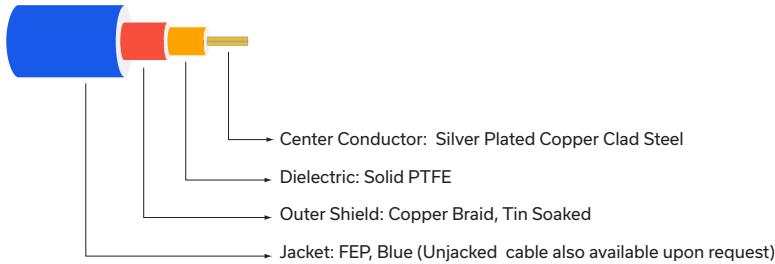 Center Conductor:  Silver Plated Copper Clad Steel
Dielectric: Solid PTFE
Outer Shield: Copper Braid, Tin Soaked
Jacket: FEP, Blue (Unjacked  cable also available upon request)